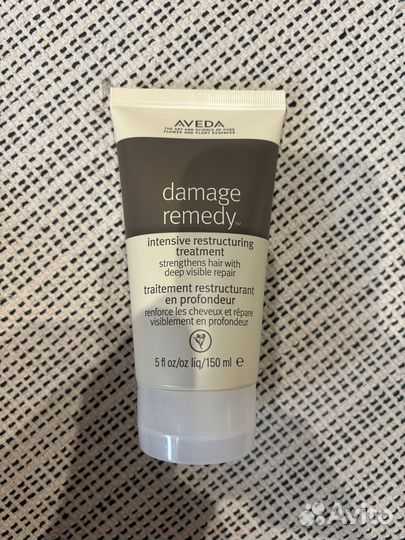 AVEDA
THE ART AND SCIENCE OF PURE
FLOWER AND PLANT ESSENCES
damage
remedy™
intensive restructuring
treatment
strengthens hair with
deep visible repair
traitement restructurant
en profondeur
renforce les cheveux et répare
visiblement en profondeur
5 fl oz/oz liq/150 ml ℮
Avito